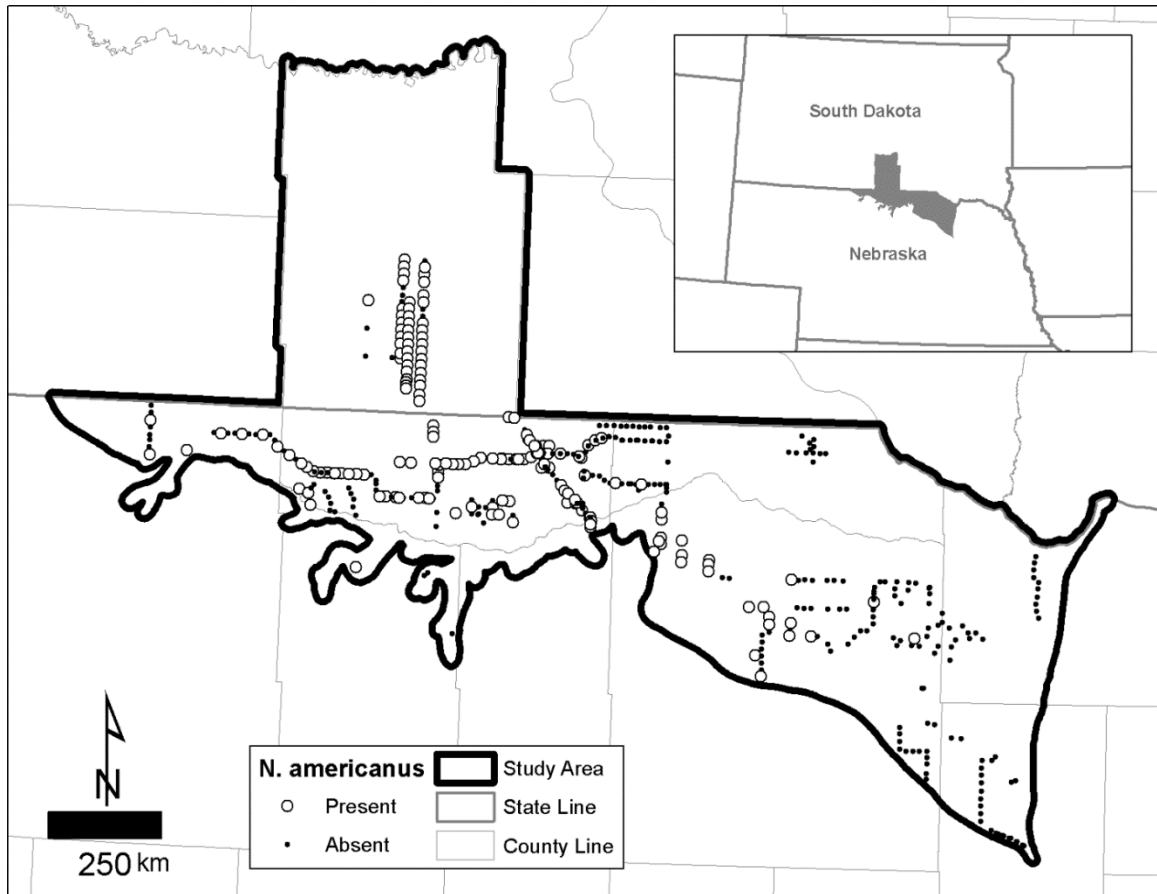 South Dakota
Nebraska
N. americanus
Present
Absent
Study Area
State Line
County Line
N
250 km